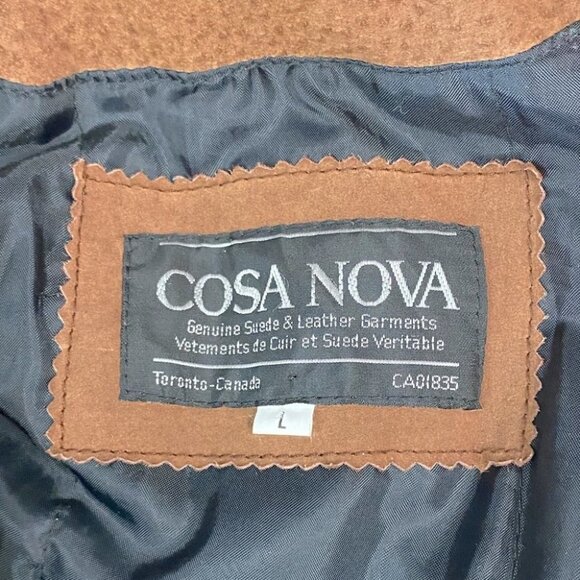 COSA NOVA
Genuine Suede & Leather Garments
Vetements de Cuir et Suede Veritable
Toronto-Canada CA01835
L